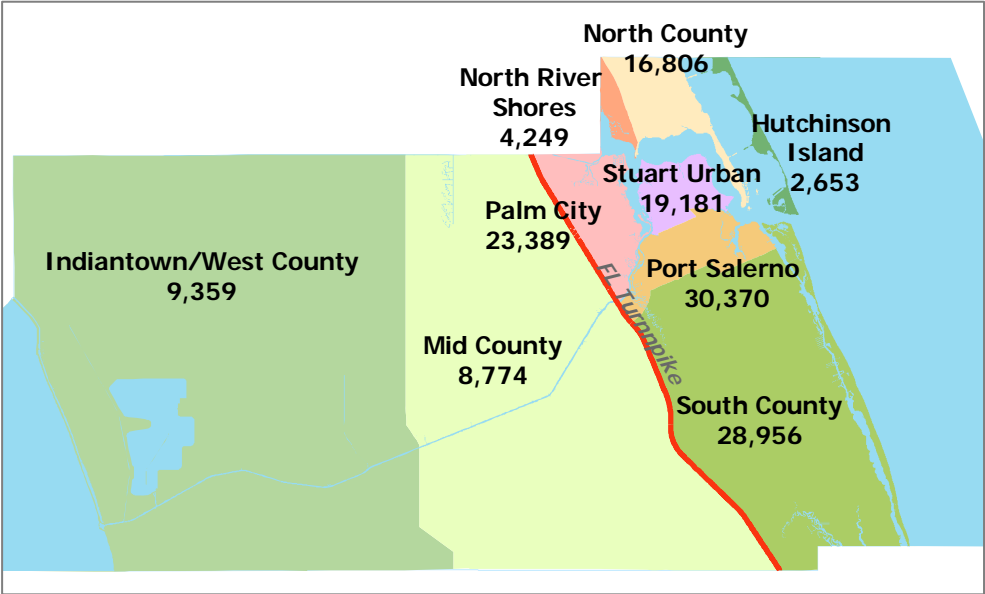 North County
16,806
North River
Shores
4,249
Hutchinson
Island
2,653
Stuart Urban
19,181
Palm City
23,389
Indiantown/West County
9,359
Port Salerno
30,370
FL Turnnpike
Mid County
8,774
South County
28,956